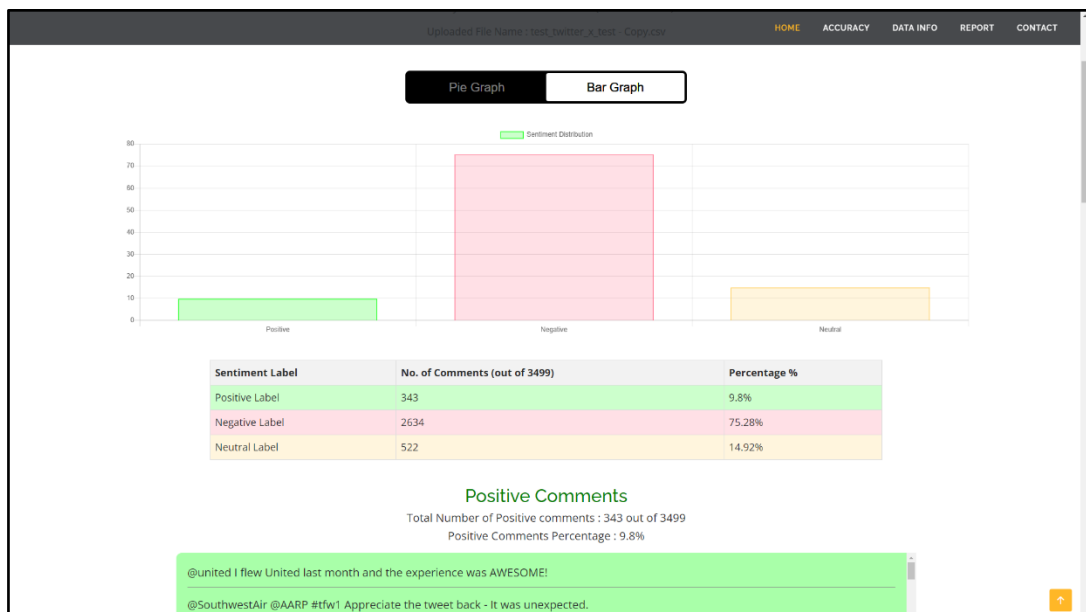 Uploaded File Name : test_twitter_x_test - Copy.csv
HOME ACCURACY DATA INFO REPORT CONTACT
Pie Graph Bar Graph
Sentiment Distribution
80
70
60
50
40
30
20
10
0
Positive Negative Neutral
Sentiment Label No. of Comments (out of 3499) Percentage %
Positive Label 343 9.8%
Negative Label 2634 75.28%
Neutral Label 522 14.92%
Positive Comments
Total Number of Positive comments : 343 out of 3499
Positive Comments Percentage : 9.8%
@united I flew United last month and the experience was AWESOME!
@SouthwestAir @AARP #tfw1 Appreciate the tweet back - It was unexpected.